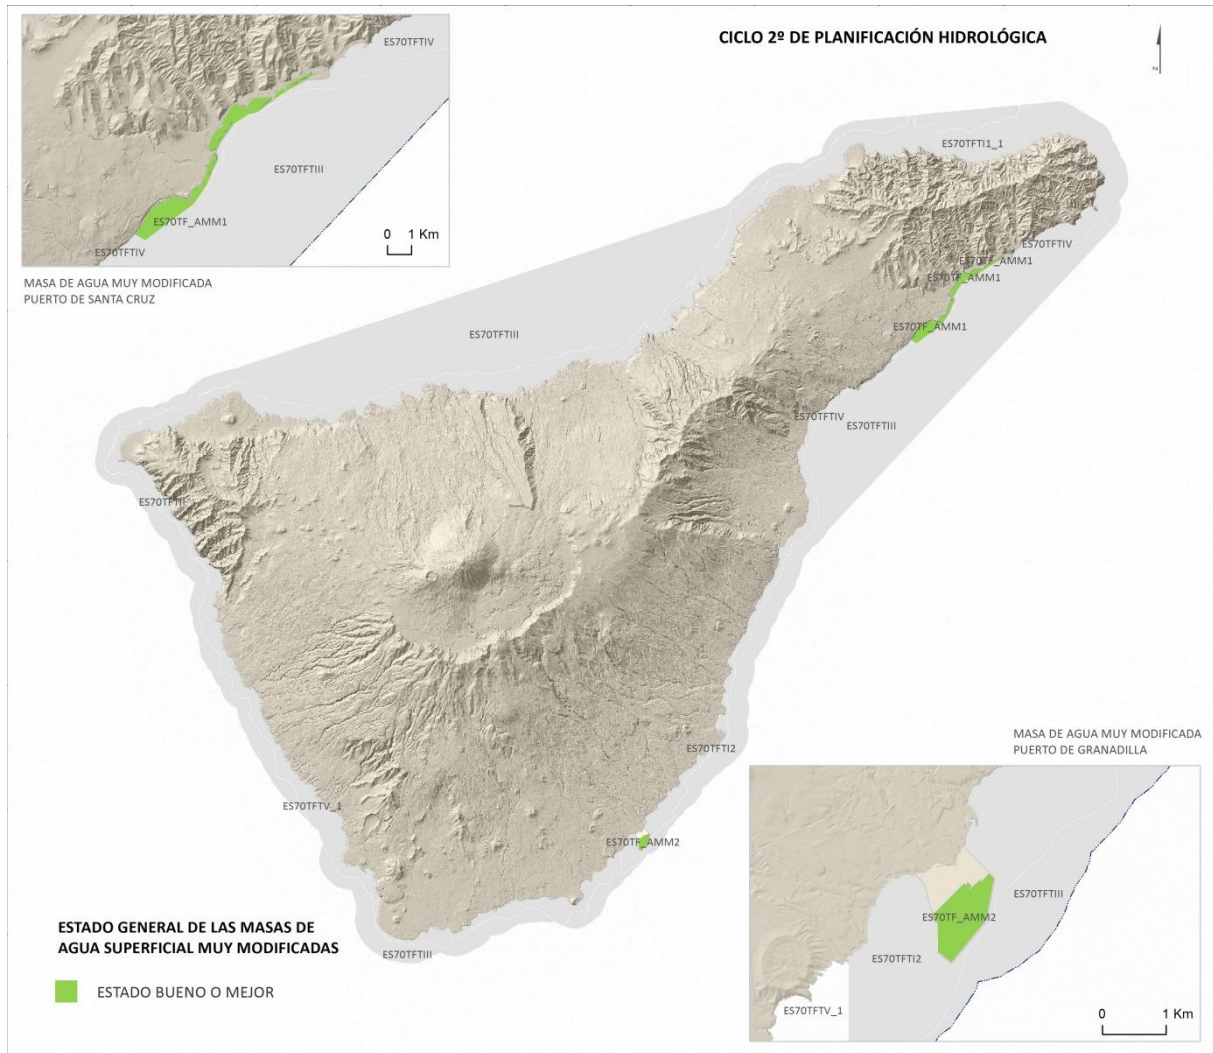 CICLO 2º DE PLANIFICACIÓN HIDROLÓGICA
N
ES70TFTIV
ES70TFTIII
ES70TF_AMM1
ES70TFTIV
0 1 Km
MASA DE AGUA MUY MODIFICADA
PUERTO DE SANTA CRUZ
ES70TFTI1_1
ES70TFTIV
ES70TF_AMM1
ES70TF_AMM1
ES70TF_AMM1
ES70TFTIII
ES70TFTIV
ES70TFTIII
ES70TFTII
ES70TFTI2
ES70TFTV_1
ES70TF_AMM2
ES70TFTIII
MASA DE AGUA MUY MODIFICADA
PUERTO DE GRANADILLA
ES70TFTIII
ES70TF_AMM2
ES70TFTI2
ES70TFTV_1
0 1 Km
ESTADO GENERAL DE LAS MASAS DE
AGUA SUPERFICIAL MUY MODIFICADAS
ESTADO BUENO O MEJOR